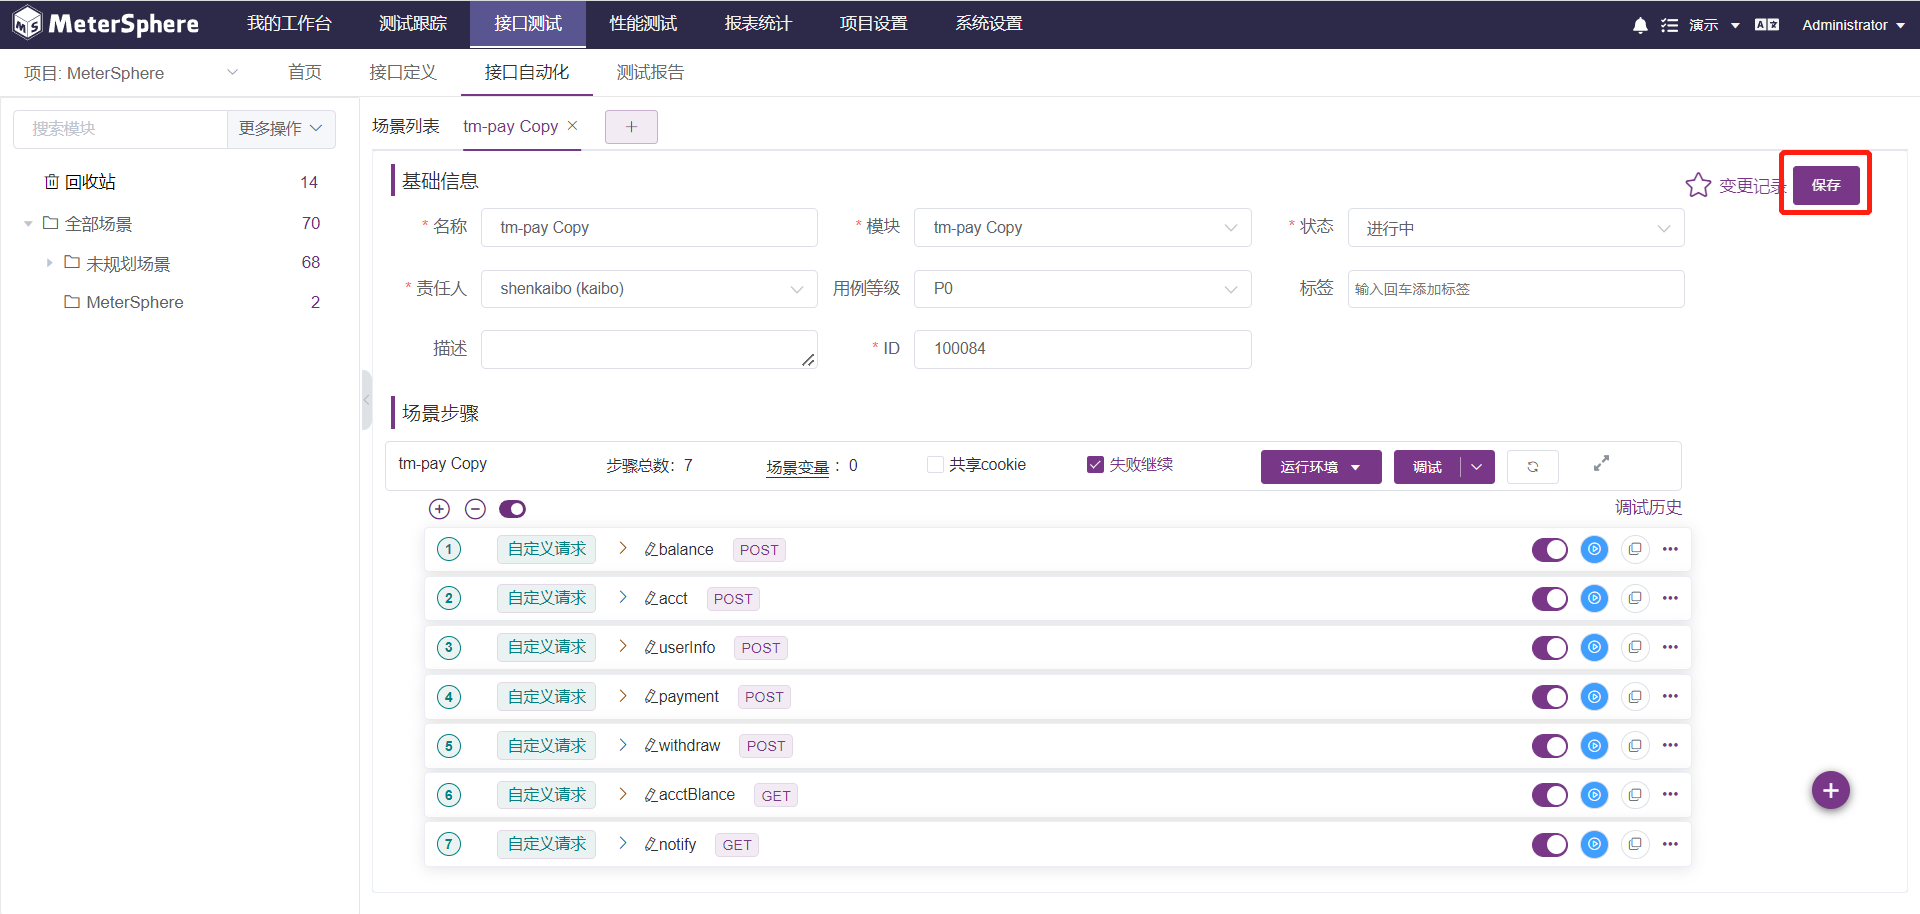 MeterSphere 我的工作台 测试跟踪 接口测试 性能测试 报表统计 项目设置 系统设置 演示 Administrator
项目: MeterSphere 首页 接口定义 接口自动化 测试报告
搜索模块 更多操作
回收站 14
全部场景 70
未规划场景 68
MeterSphere 2
场景列表 tm-pay Copy
基础信息 变更记录 保存
* 名称 tm-pay Copy * 模块 tm-pay Copy * 状态 进行中
* 责任人 shenkaibo (kaibo) 用例等级 P0 标签 输入回车添加标签
描述 * ID 100084
场景步骤
tm-pay Copy 步骤总数: 7 场景变量 : 0 共享cookie 失败继续 运行环境 调试
调试历史
1 自定义请求 balance POST
2 自定义请求 acct POST
3 自定义请求 userInfo POST
4 自定义请求 payment POST
5 自定义请求 withdraw POST
6 自定义请求 acctBlance GET
7 自定义请求 notify GET